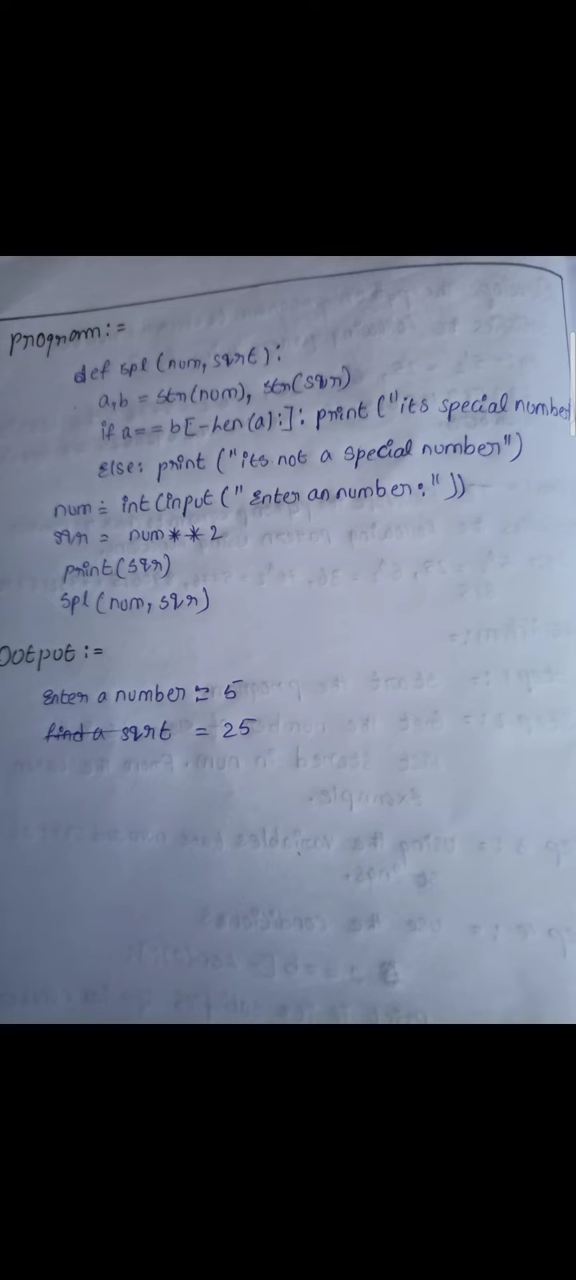 Program:=
def spl (num, sqrt):
a,b = str(num), str(sqr)
if a == b[-len(a):]: print ("its special number
else: print ("its not a special number")
num = int(input ("Enter an number:"))
sqr = num**2
print(sqr)
spl (num, sqr)
Output:=
Enter a number = 5
find a sqrt = 25